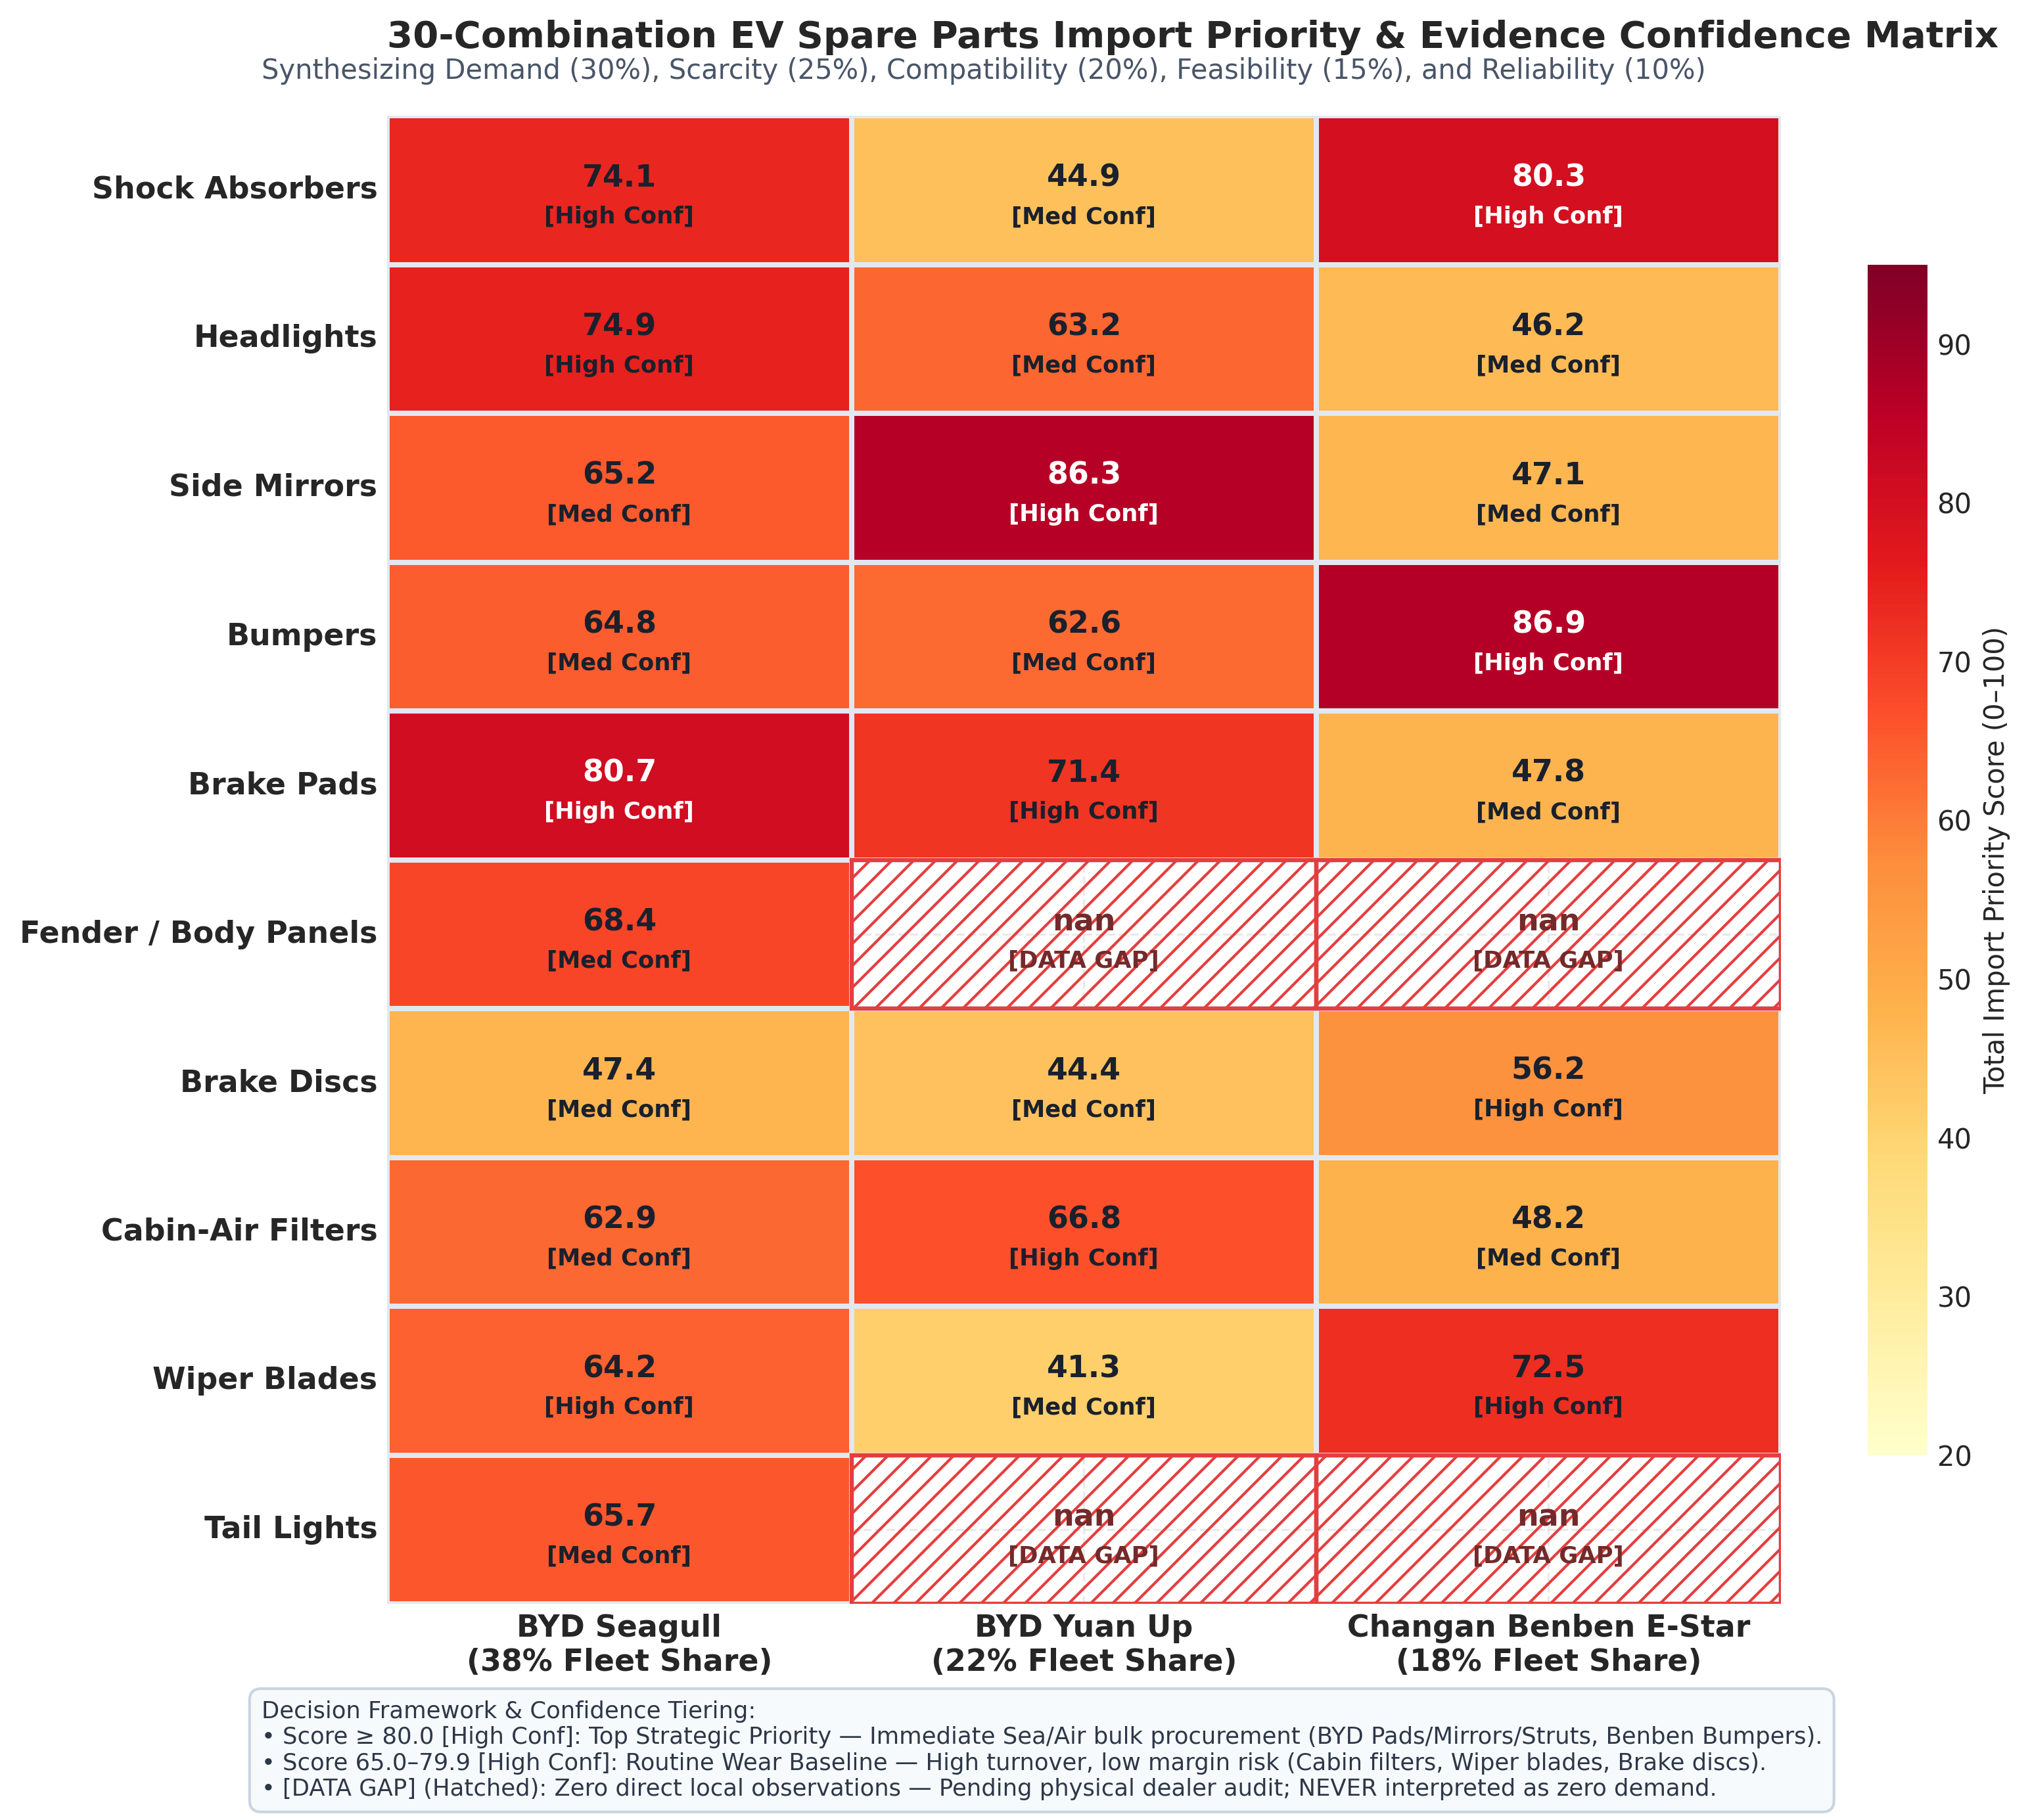 30-Combination EV Spare Parts Import Priority & Evidence Confidence Matrix
Synthesizing Demand (30%), Scarcity (25%), Compatibility (20%), Feasibility (15%), and Reliability (10%)
Shock Absorbers
74.1
[High Conf]
44.9
[Med Conf]
80.3
[High Conf]
Headlights
74.9
[High Conf]
63.2
[Med Conf]
46.2
[Med Conf]
Side Mirrors
65.2
[Med Conf]
86.3
[High Conf]
47.1
[Med Conf]
Bumpers
64.8
[Med Conf]
62.6
[Med Conf]
86.9
[High Conf]
Brake Pads
80.7
[High Conf]
71.4
[High Conf]
47.8
[Med Conf]
Fender / Body Panels
68.4
[Med Conf]
nan
[DATA GAP]
nan
[DATA GAP]
Brake Discs
47.4
[Med Conf]
44.4
[Med Conf]
56.2
[High Conf]
Cabin-Air Filters
62.9
[Med Conf]
66.8
[High Conf]
48.2
[Med Conf]
Wiper Blades
64.2
[High Conf]
41.3
[Med Conf]
72.5
[High Conf]
Tail Lights
65.7
[Med Conf]
nan
[DATA GAP]
nan
[DATA GAP]
BYD Seagull
(38% Fleet Share)
BYD Yuan Up
(22% Fleet Share)
Changan Benben E-Star
(18% Fleet Share)
90
80
70
60
50
40
30
20
Total Import Priority Score (0–100)
Decision Framework & Confidence Tiering:
• Score ≥ 80.0 [High Conf]: Top Strategic Priority — Immediate Sea/Air bulk procurement (BYD Pads/Mirrors/Struts, Benben Bumpers).
• Score 65.0–79.9 [High Conf]: Routine Wear Baseline — High turnover, low margin risk (Cabin filters, Wiper blades, Brake discs).
• [DATA GAP] (Hatched): Zero direct local observations — Pending physical dealer audit; NEVER interpreted as zero demand.